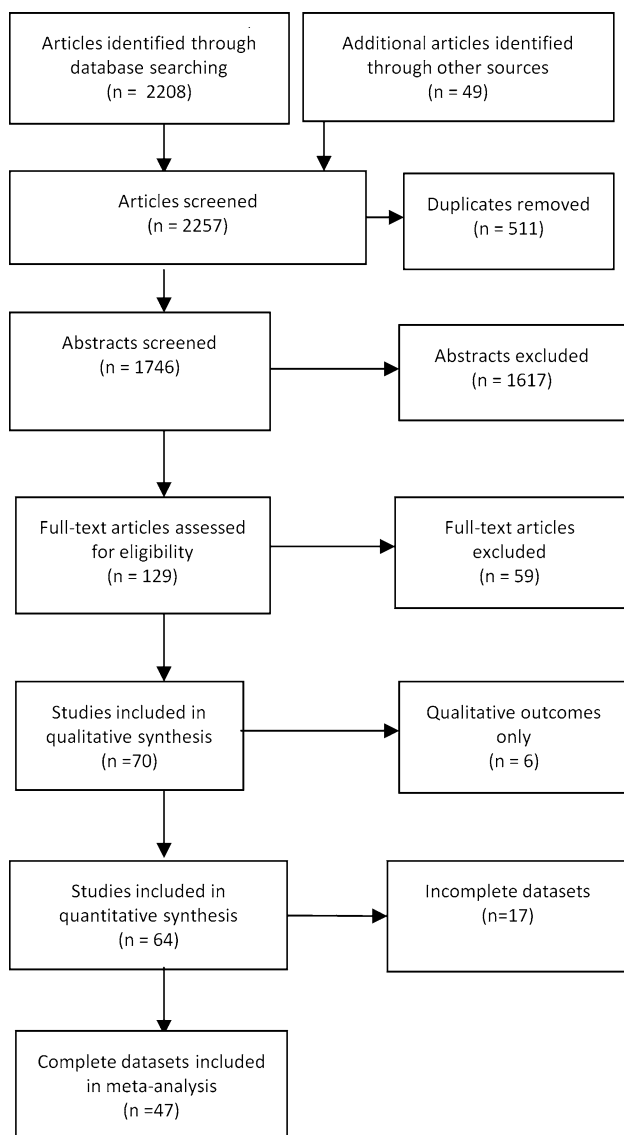 Articles identified through
database searching
(n = 2208)
Additional articles identified
through other sources
(n = 49)
Articles screened
(n = 2257)
Duplicates removed
(n = 511)
Abstracts screened
(n = 1746)
Abstracts excluded
(n = 1617)
Full-text articles assessed
for eligibility
(n = 129)
Full-text articles
excluded
(n = 59)
Studies included in
qualitative synthesis
(n =70)
Qualitative outcomes
only
(n = 6)
Studies included in
quantitative synthesis
(n = 64)
Incomplete datasets
(n=17)
Complete datasets included
in meta-analysis
(n =47)